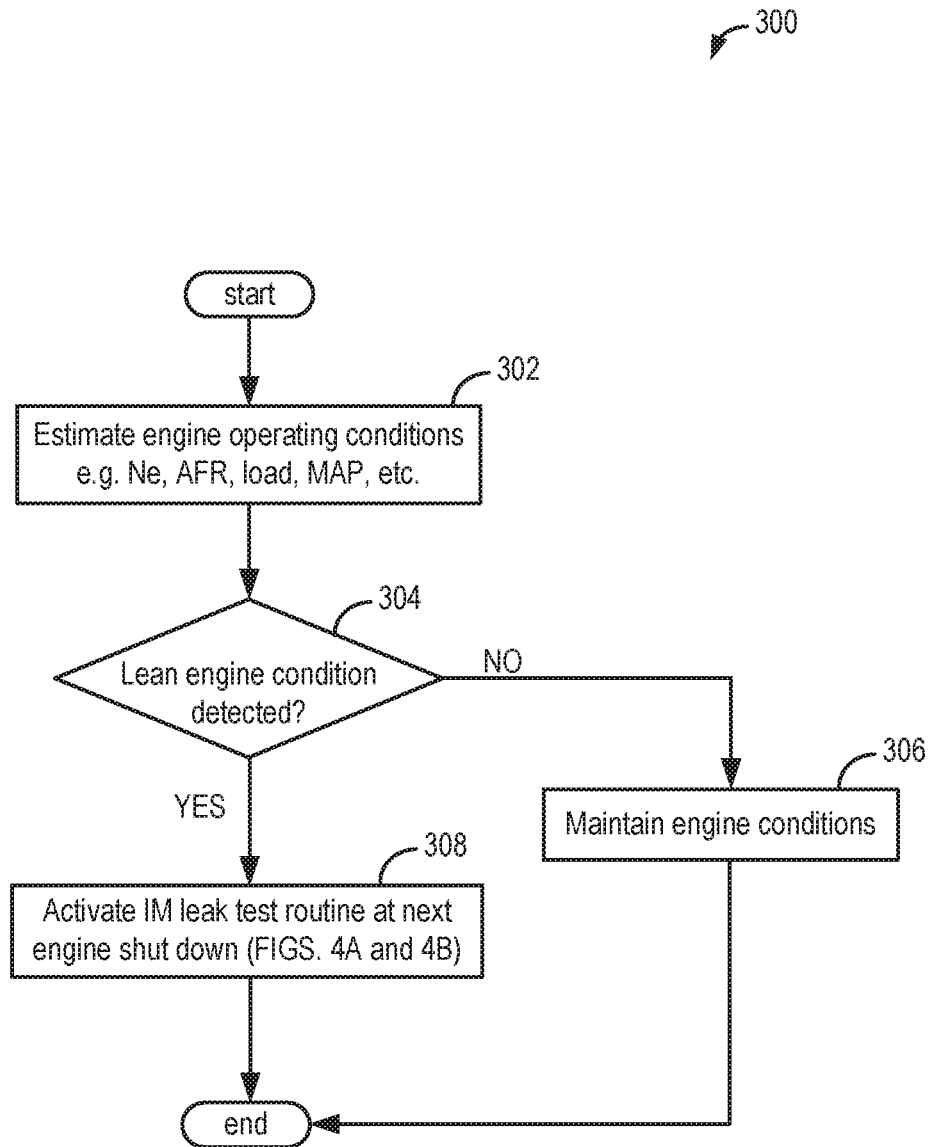 300
start
302
Estimate engine operating conditions
e.g. Ne, AFR, load, MAP, etc.
304
Lean engine condition
detected?
NO
YES
306
Maintain engine conditions
308
Activate IM leak test routine at next
engine shut down (FIGS. 4A and 4B)
end